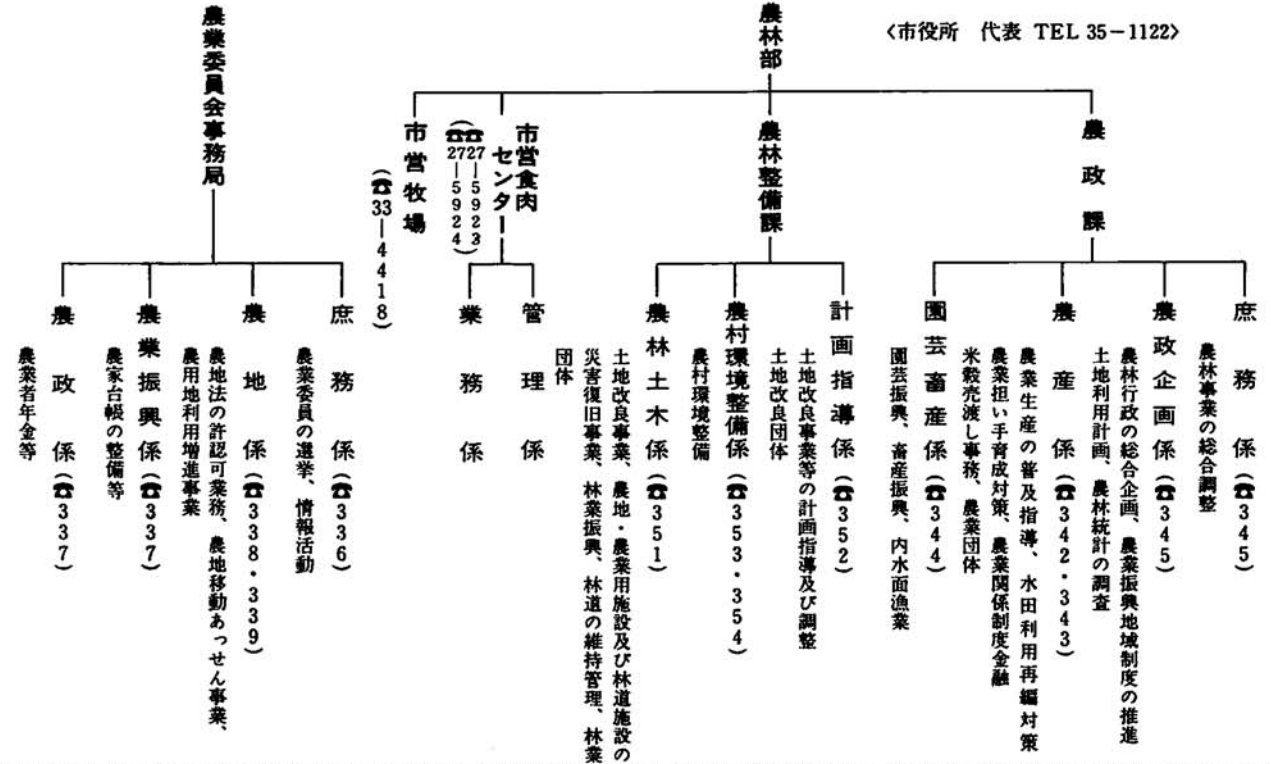 〈市役所 代表 TEL 35−1122〉
農林部
農政課
庶務係(☎345)
農林事業の総合調整
農政企画係(☎345)
農林行政の総合企画、農業振興地域制度の推進
土地利用計画、農林統計の調査
農産係(☎342・343)
農業生産の普及指導、水田利用再編対策
農業担い手育成対策、農業関係制度金融
米穀売渡し事務、農業団体
園芸畜産係(☎344)
園芸振興、畜産振興、内水面漁業
農林整備課
計画指導係(☎352)
土地改良事業等の計画指導及び調整
土地改良団体
農村環境整備係(☎353・354)
農村環境整備
農林土木係(☎351)
土地改良事業、農地・農業用施設及び林道施設の
災害復旧事業、林業振興、林道の維持管理、林業
団体
市営食肉
センター
(☎27―5923
☎27―5924)
管理係
業務係
市営牧場
(☎33―4418)
農業委員会事務局
庶務係(☎336)
農業委員の選挙、情報活動
農地係(☎338・339)
農地法の許認可業務、農地移動あっせん事業、
農用地利用増進事業
農業振興係(☎337)
農家台帳の整備等
農政係(☎337)
農業者年金等